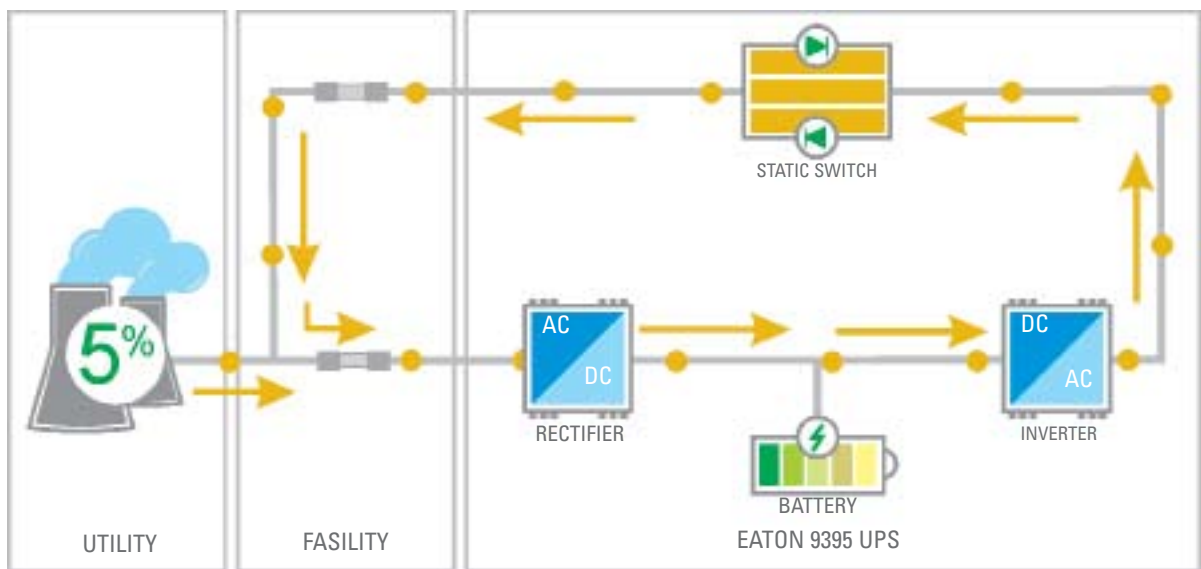 STATIC SWITCH
5%
AC
DC
RECTIFIER
DC
AC
INVERTER
BATTERY
UTILITY
FASILITY
EATON 9395 UPS